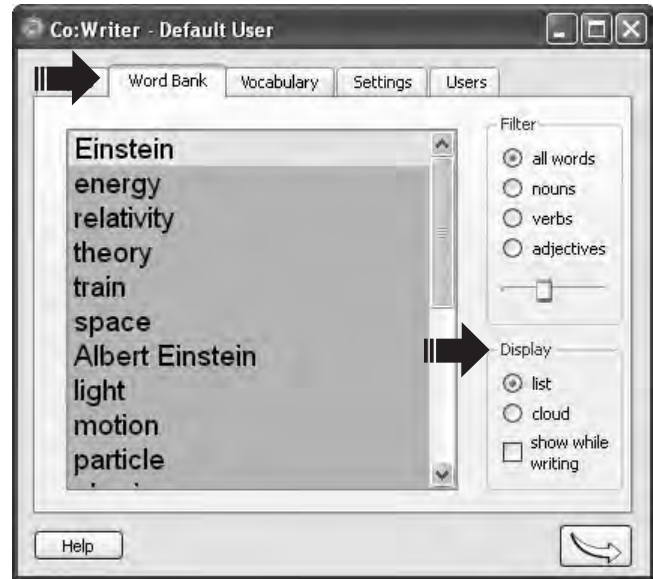 Co:Writer - Default User
Word Bank
Vocabulary
Settings
Users
Einstein
energy
relativity
theory
train
space
Albert Einstein
light
motion
particle
Filter
all words
nouns
verbs
adjectives
Display
list
cloud
show while
writing
Help